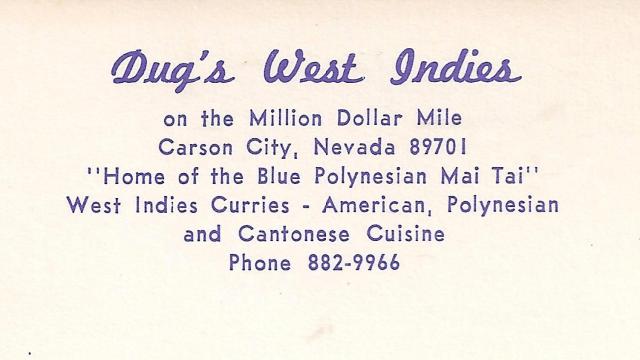 Dug's West Indies
on the Million Dollar Mile
Carson City, Nevada 89701
"Home of the Blue Polynesian Mai Tai"
West Indies Curries - American, Polynesian
and Cantonese Cuisine
Phone 882-9966